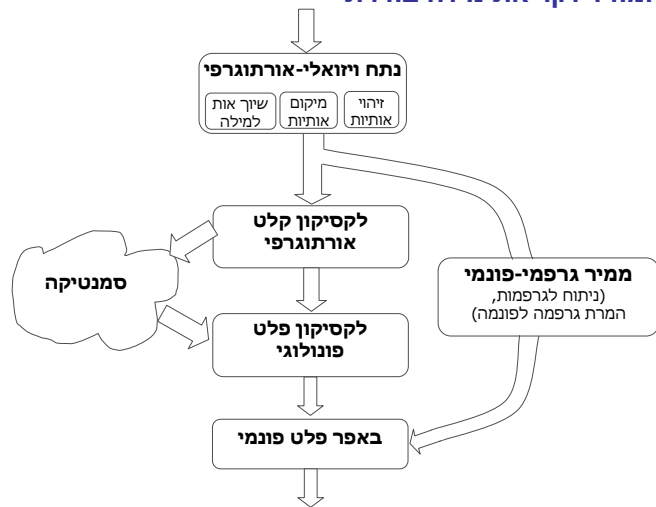 נתח ויזואלי-אורתוגרפי
זיהוי
אותיות
מיקום
אותיות
שיוך אות
למילה
לקסיקון קלט
אורתוגרפי
סמנטיקה
ממיר גרפמי-פונמי
(ניתוח לגרפמות,
המרת גרפמה לפונמה)
לקסיקון פלט
פונולוגי
באפר פלט פונמי